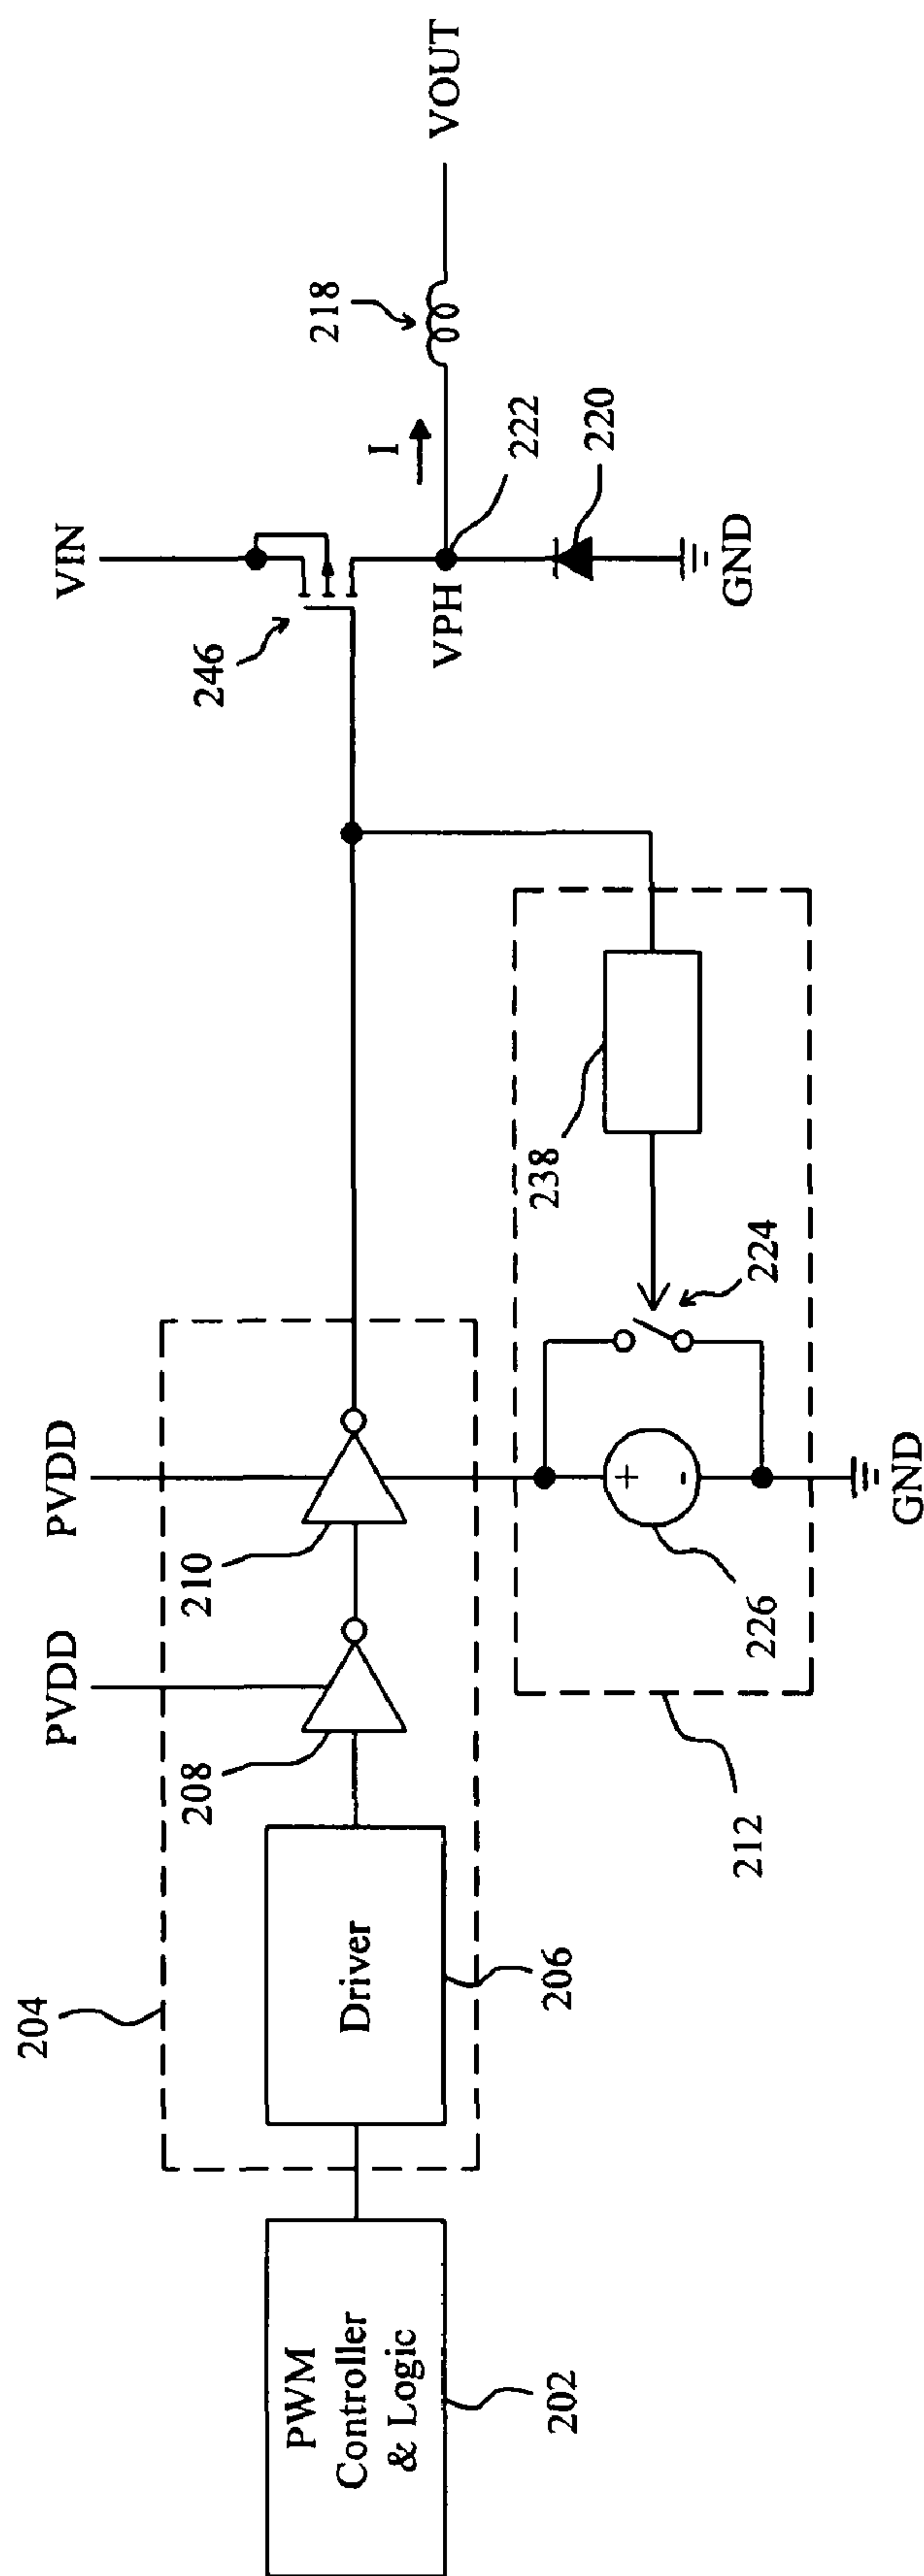 PWM
Controller
& Logic
202
204
Driver
206
PVDD
208
PVDD
210
212
226
GND
224
238
VIN
246
VPH
222
I
220
GND
218
VOUT
+
-